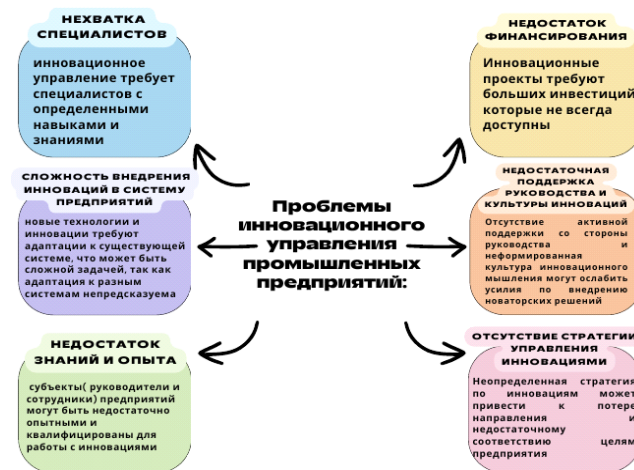 НЕХВАТКА
СПЕЦИАЛИСТОВ
инновационное
управление требует
специалистов с
определенными
навыками и
знаниями
НЕДОСТАТОК
ФИНАНСИРОВАНИЯ
Инновационные
проекты требуют
больших инвестиций
которые не всегда
доступны
СЛОЖНОСТЬ ВНЕДРЕНИЯ
ИННОВАЦИЙ В СИСТЕМУ
ПРЕДПРИЯТИЙ
новые технологии и
инновации требуют
адаптации к существующей
системе, что может быть
сложной задачей, так как
адаптация к разным
системам непредсказуема
Проблемы
инновационного
управления
промышленных
предприятий:
НЕДОСТАТОЧНАЯ
ПОДДЕРЖКА
РУКОВОДСТВА И
КУЛЬТУРЫ ИННОВАЦИЙ
Отсутствие активной
поддержки со стороны
руководства и
неформированная
культура инновационного
мышления могут ослабить
усилия по внедрению
новаторских решений
НЕДОСТАТОК
ЗНАНИЙ И ОПЫТА
субъекты( руководители и
сотрудники) предприятий
могут быть недостаточно
опытными и
квалифицированы для
работы с инновациями
ОТСУТСТВИЕ СТРАТЕГИИ
УПРАВЛЕНИЯ
ИННОВАЦИЯМИ
Неопределенная стратегия
по инновациям может
привести к потере
направления и
недостаточному
соответствию целям
предприятия